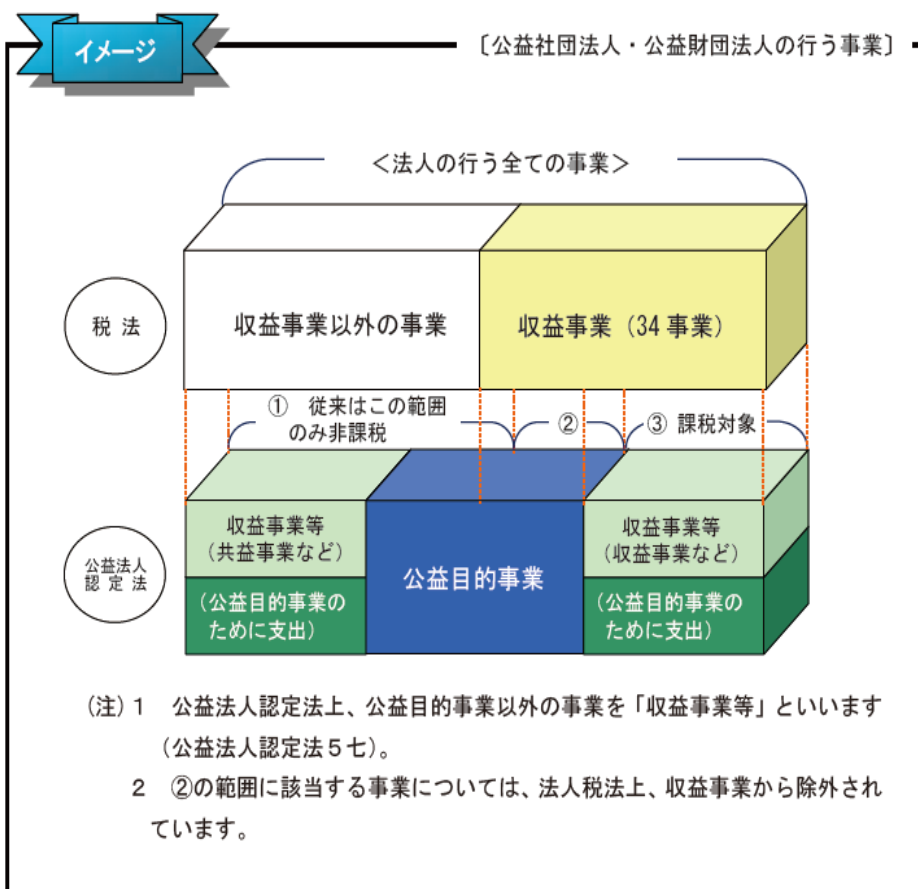 イメージ
〔公益社団法人・公益財団法人の行う事業〕
＜法人の行う全ての事業＞
税 法
収益事業以外の事業
収益事業（34 事業）
① 従来はこの範囲
のみ非課税
②
③ 課税対象
公益法人
認 定 法
収益事業等
（共益事業など）
（公益目的事業の
ために支出）
公益目的事業
収益事業等
（収益事業など）
（公益目的事業の
ために支出）
（注）１ 公益法人認定法上、公益目的事業以外の事業を「収益事業等」といいます
（公益法人認定法５七）。
２ ②の範囲に該当する事業については、法人税法上、収益事業から除外され
ています。